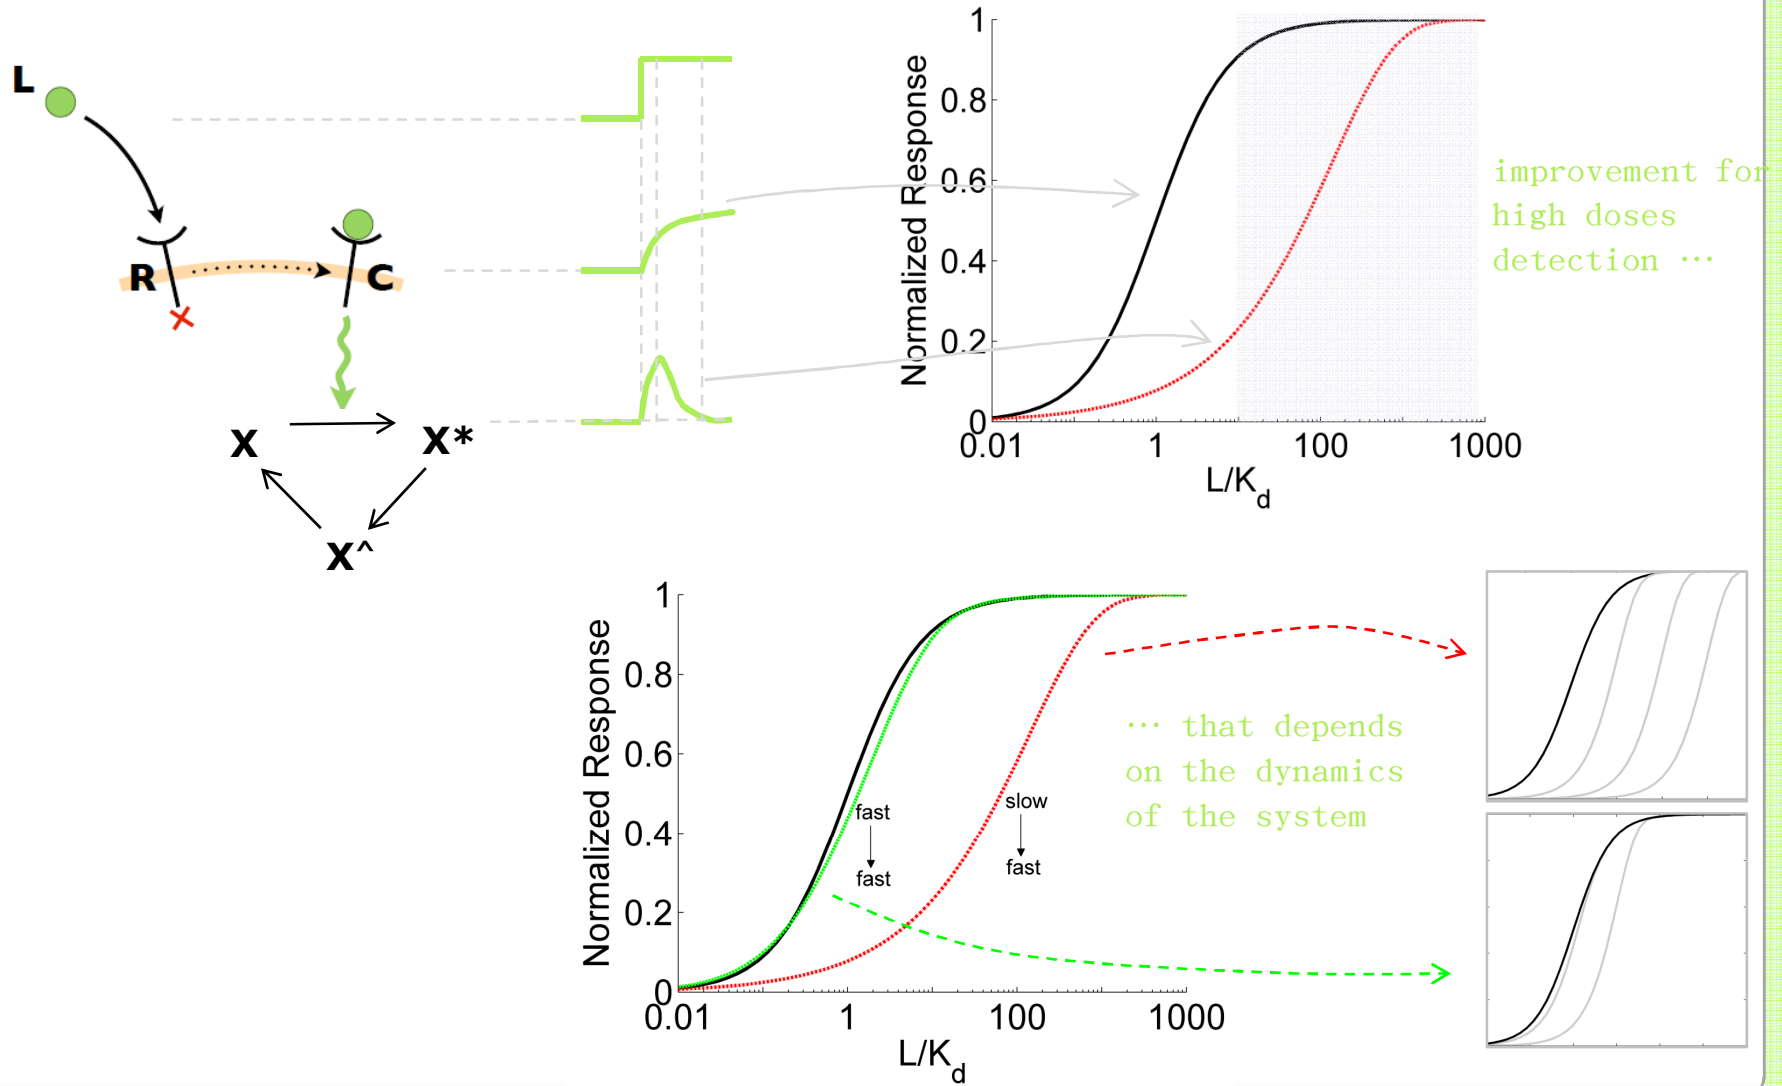 L
R
C
X
X*
X^
Normalized Response
1
0.8
0.6
0.4
0.2
0
0.01
1
100
1000
L/Kd
improvement for
high doses
detection ···
Normalized Response
1
0.8
0.6
0.4
0.2
0
0.01
1
100
1000
L/Kd
fast
fast
slow
fast
··· that depends
on the dynamics
of the system